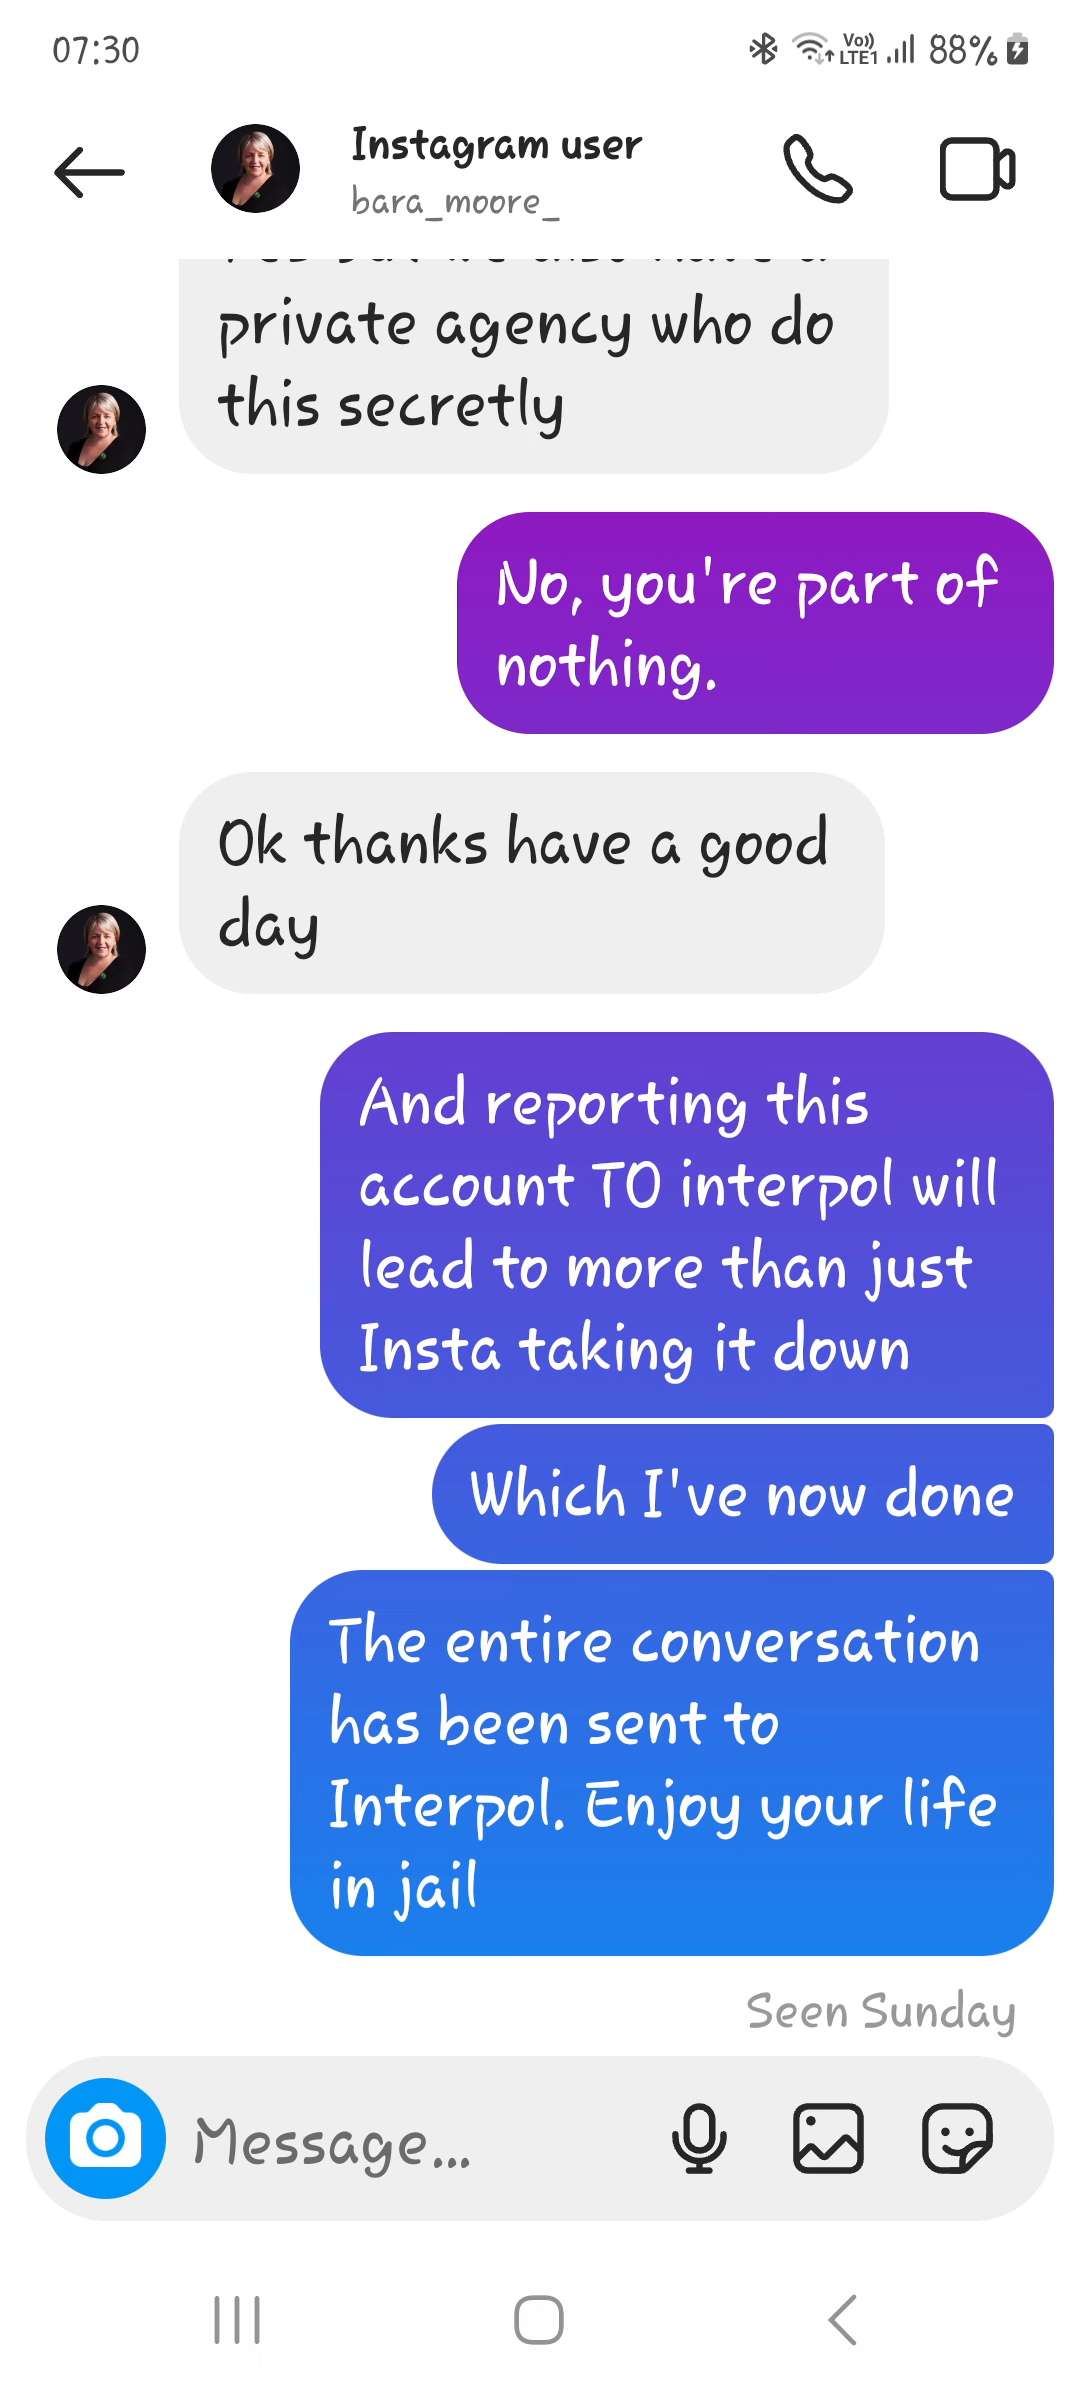 07:30
Vo))
LTE1
88%
Instagram user
bara_moore_
private agency who do
this secretly
No, you're part of
nothing.
Ok thanks have a good
day
And reporting this
account TO interpol will
lead to more than just
Insta taking it down
Which I've now done
The entire conversation
has been sent to
Interpol. Enjoy your life
in jail
Seen Sunday
Message...